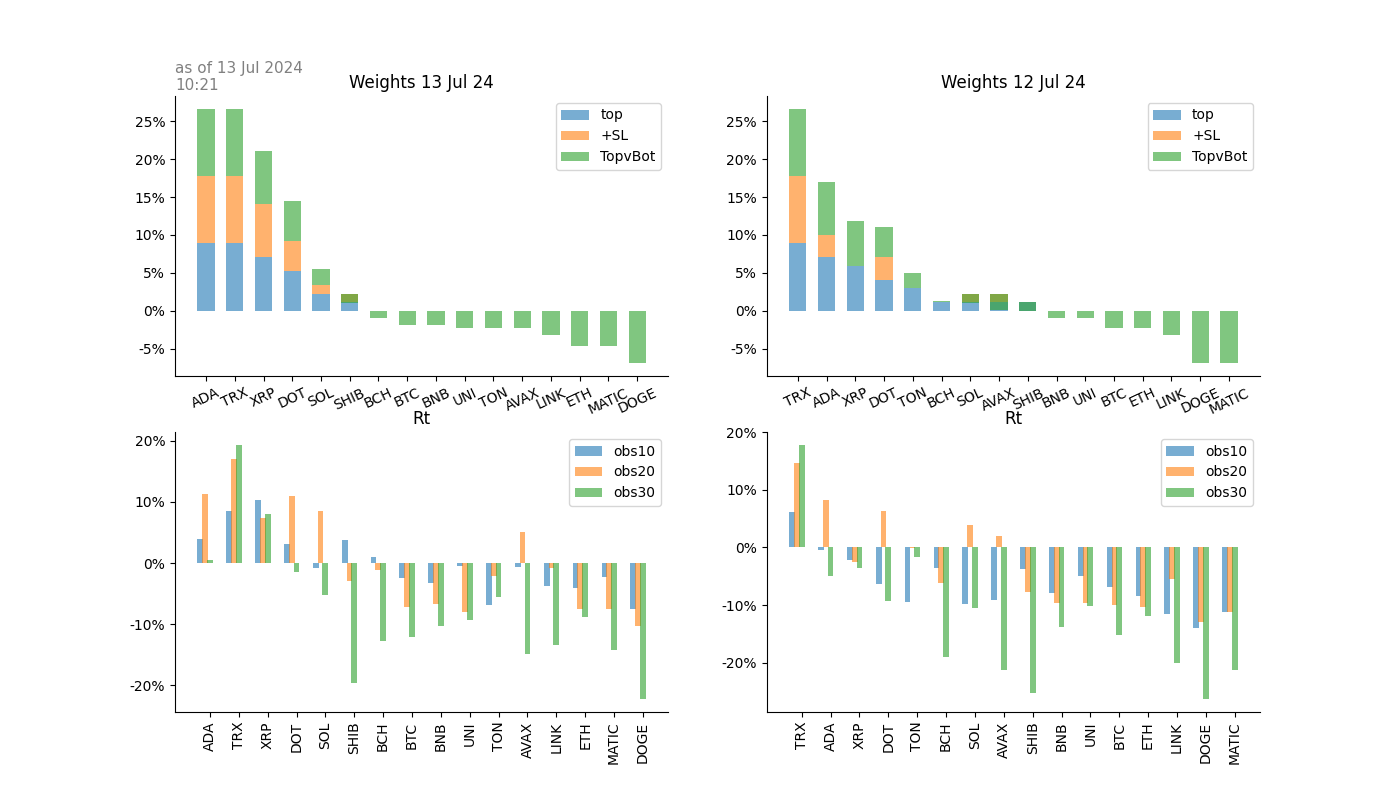 as of 13 Jul 2024
10:21
Weights 13 Jul 24
25%
20%
15%
10%
5%
0%
-5%
top
+SL
TopvBot
ADA TRX XRP DOT SOL SHIB BCH BTC BNB UNI TON AVAX LINK ETH MATIC DOGE
Weights 12 Jul 24
25%
20%
15%
10%
5%
0%
-5%
top
+SL
TopvBot
TRX ADA XRP DOT TON BCH SOL AVAX SHIB BNB UNI BTC ETH LINK DOGE MATIC
Rt
20%
10%
0%
-10%
-20%
obs10
obs20
obs30
ADA TRX XRP DOT SOL SHIB BCH BTC BNB UNI TON AVAX LINK ETH MATIC DOGE
Rt
20%
10%
0%
-10%
-20%
obs10
obs20
obs30
TRX ADA XRP DOT TON BCH SOL AVAX SHIB BNB UNI BTC ETH LINK DOGE MATIC